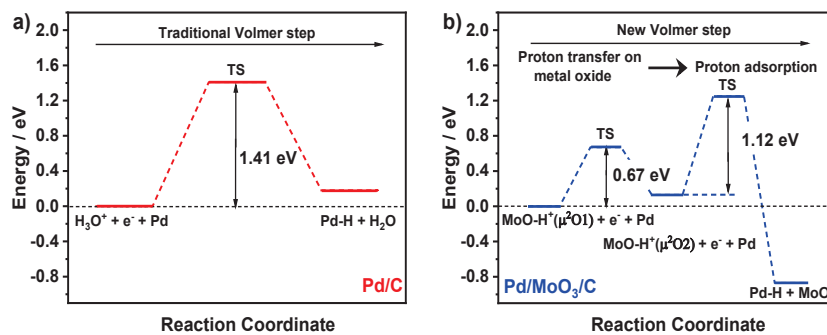 a)
Traditional Volmer step
TS
1.41 eV
H₃O⁺ + e⁻ + Pd
Pd-H + H₂O
Pd/C
Energy / eV
2.0
1.6
1.2
0.8
0.4
0.0
-0.4
-0.8
Reaction Coordinate
b)
New Volmer step
Proton transfer on
metal oxide
Proton adsorption
TS
TS
0.67 eV
1.12 eV
MoO-H⁺(μ²O1) + e⁻ + Pd
MoO-H⁺(μ²O2) + e⁻ + Pd
Pd-H + MoO
Pd/MoO₃/C
Energy / eV
2.0
1.6
1.2
0.8
0.4
0.0
-0.4
-0.8
Reaction Coordinate